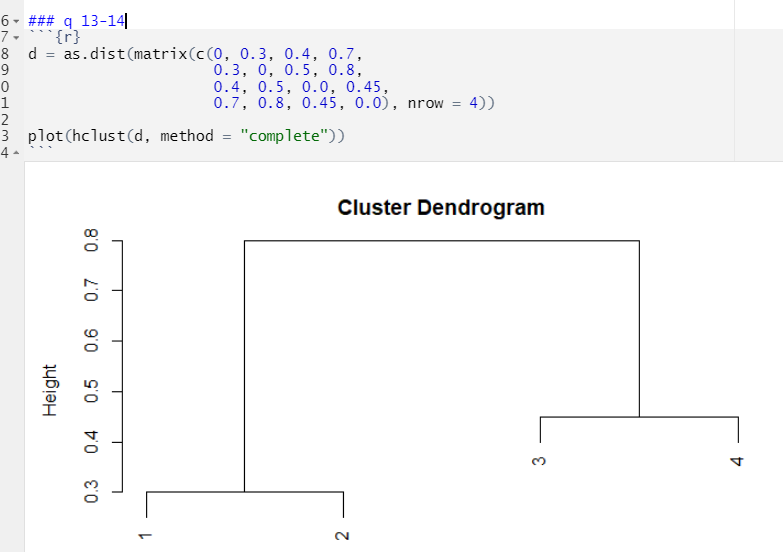 6 ### q 13-14
7 ```{r}
8 d = as.dist(matrix(c(0, 0.3, 0.4, 0.7,
9 0.3, 0, 0.5, 0.8,
0 0.4, 0.5, 0.0, 0.45,
1 0.7, 0.8, 0.45, 0.0), nrow = 4))
2
3 plot(hclust(d, method = "complete"))
4 ```
Cluster Dendrogram
Height
0.8
0.7
0.6
0.5
0.4
0.3
1
2
3
4